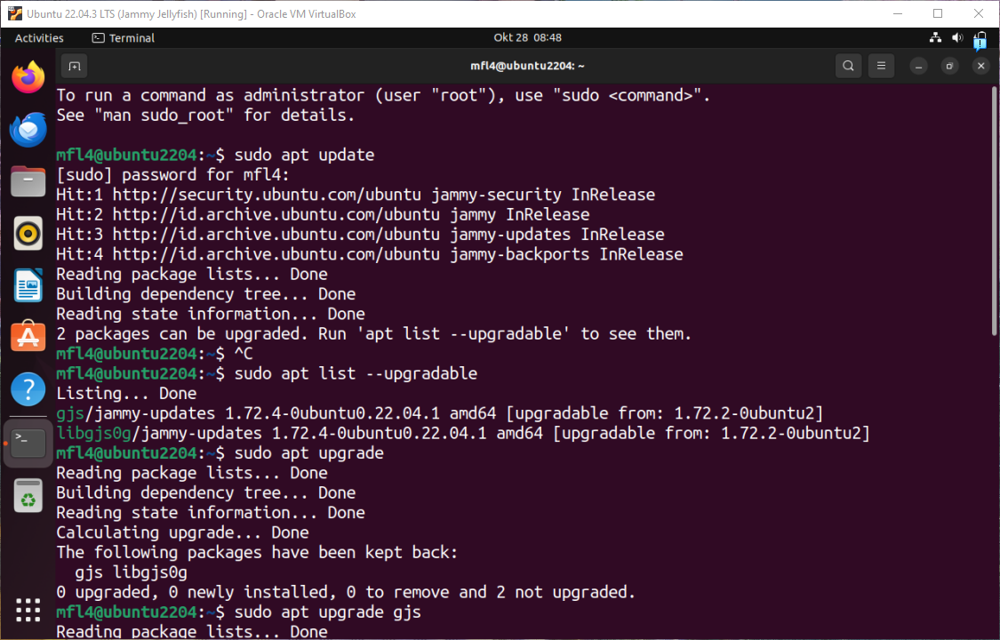 Ubuntu 22.04.3 LTS (Jammy Jellyfish) [Running] - Oracle VM VirtualBox
Activities Terminal Okt 28 08:48
mfl4@ubuntu2204: ~
To run a command as administrator (user "root"), use "sudo <command>".
See "man sudo_root" for details.
mfl4@ubuntu2204:~$ sudo apt update
[sudo] password for mfl4:
Hit:1 http://security.ubuntu.com/ubuntu jammy-security InRelease
Hit:2 http://id.archive.ubuntu.com/ubuntu jammy InRelease
Hit:3 http://id.archive.ubuntu.com/ubuntu jammy-updates InRelease
Hit:4 http://id.archive.ubuntu.com/ubuntu jammy-backports InRelease
Reading package lists... Done
Building dependency tree... Done
Reading state information... Done
2 packages can be upgraded. Run 'apt list --upgradable' to see them.
mfl4@ubuntu2204:~$ ^C
mfl4@ubuntu2204:~$ sudo apt list --upgradable
Listing... Done
gjs/jammy-updates 1.72.4-0ubuntu0.22.04.1 amd64 [upgradable from: 1.72.2-0ubuntu2]
libgjs0g/jammy-updates 1.72.4-0ubuntu0.22.04.1 amd64 [upgradable from: 1.72.2-0ubuntu2]
mfl4@ubuntu2204:~$ sudo apt upgrade
Reading package lists... Done
Building dependency tree... Done
Reading state information... Done
Calculating upgrade... Done
The following packages have been kept back:
  gjs libgjs0g
0 upgraded, 0 newly installed, 0 to remove and 2 not upgraded.
mfl4@ubuntu2204:~$ sudo apt upgrade gjs
Reading package lists... Done